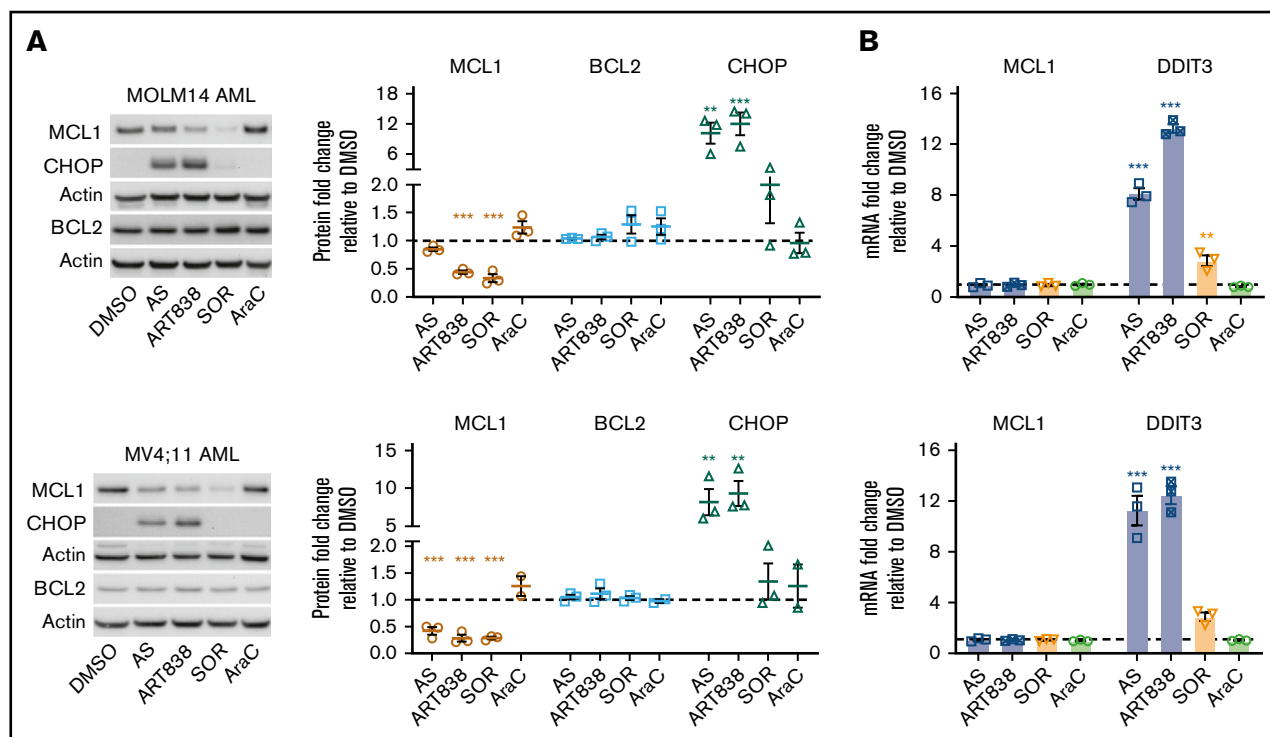 A
MOLM14 AML
MCL1
CHOP
Actin
BCL2
Actin
DMSO AS ART838 SOR AraC
MCL1 BCL2 CHOP
Protein fold change
relative to DMSO
18
12
6
2.0
1.5
1.0
0.5
0.0
** ***
*** ***
AS ART838 SOR AraC AS ART838 SOR AraC AS ART838 SOR AraC
B
MCL1 DDIT3
mRNA fold change
relative to DMSO
16
12
8
4
0
*** *** **
AS ART838 SOR AraC AS ART838 SOR AraC
MV4;11 AML
MCL1
CHOP
Actin
BCL2
Actin
DMSO AS ART838 SOR AraC
MCL1 BCL2 CHOP
Protein fold change
relative to DMSO
15
10
5
2.0
1.5
1.0
0.5
0.0
** **
*** *** ***
AS ART838 SOR AraC AS ART838 SOR AraC AS ART838 SOR AraC
MCL1 DDIT3
mRNA fold change
relative to DMSO
16
12
8
4
0
*** ***
AS ART838 SOR AraC AS ART838 SOR AraC